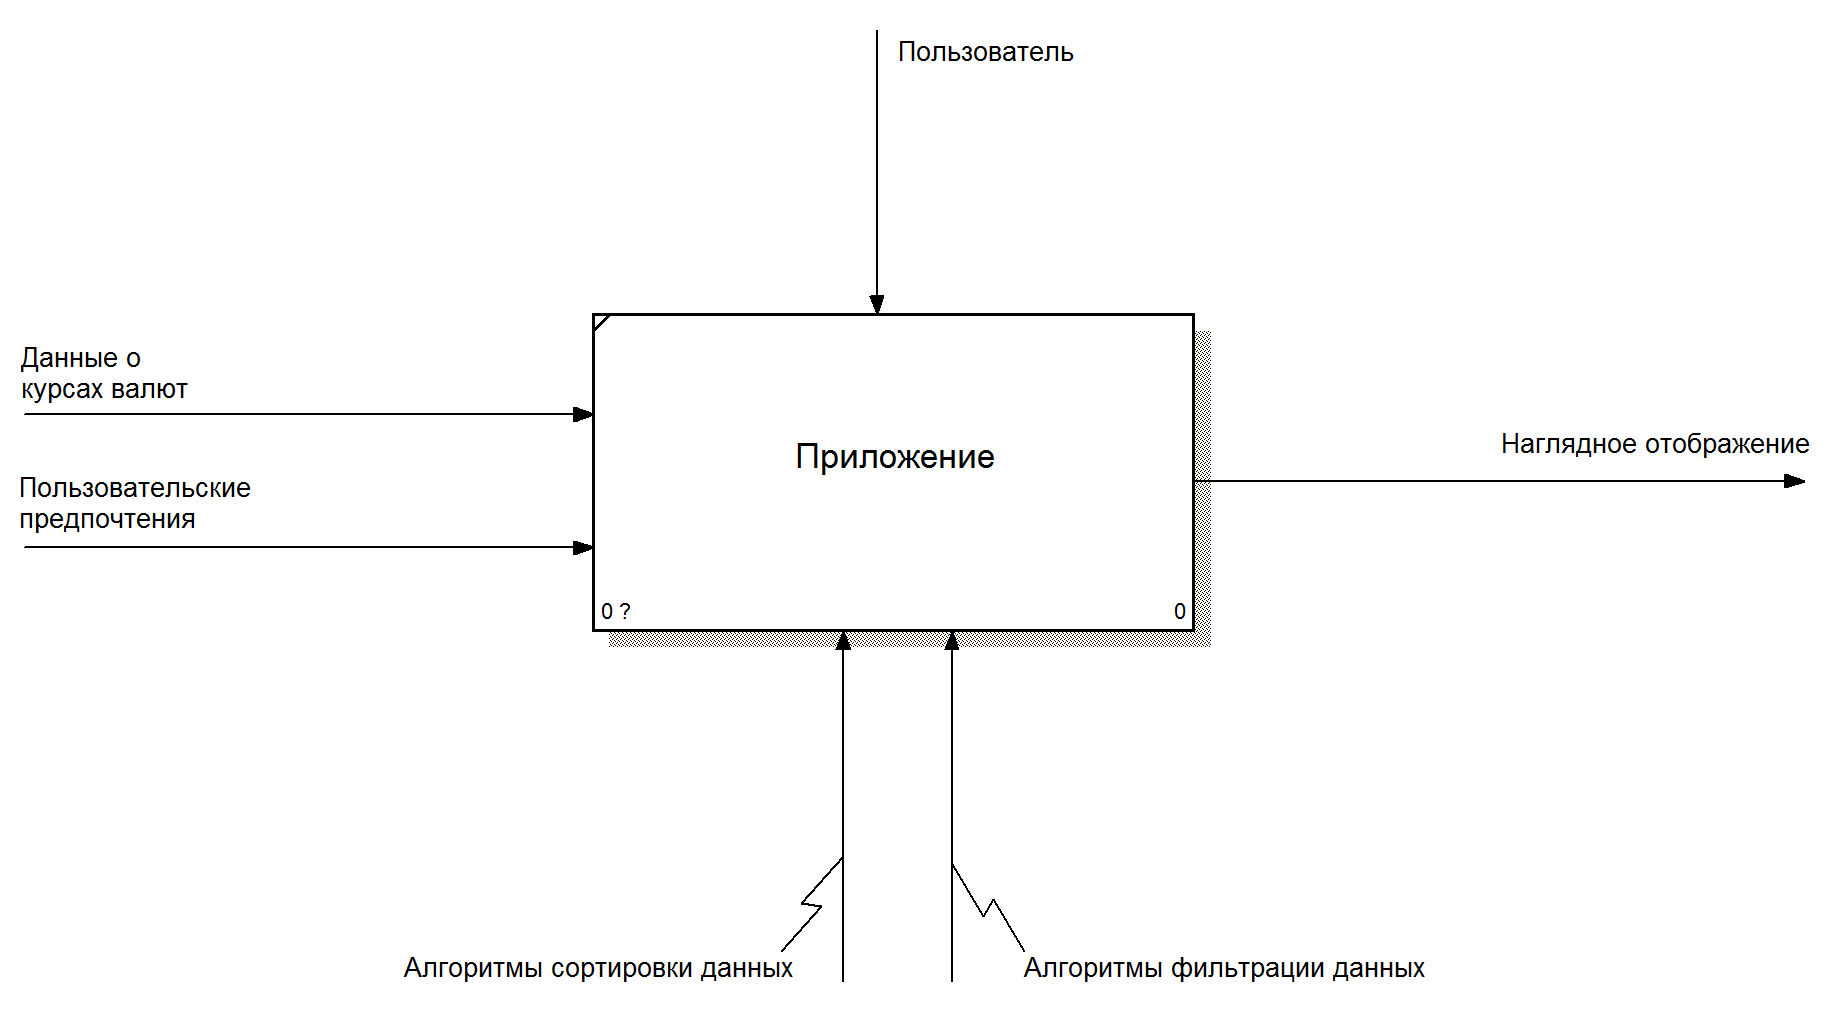 Пользователь
Данные о
курсах валют
Пользовательские
предпочтения
Приложение
Наглядное отображение
0 ?
0
Алгоритмы сортировки данных
Алгоритмы фильтрации данных